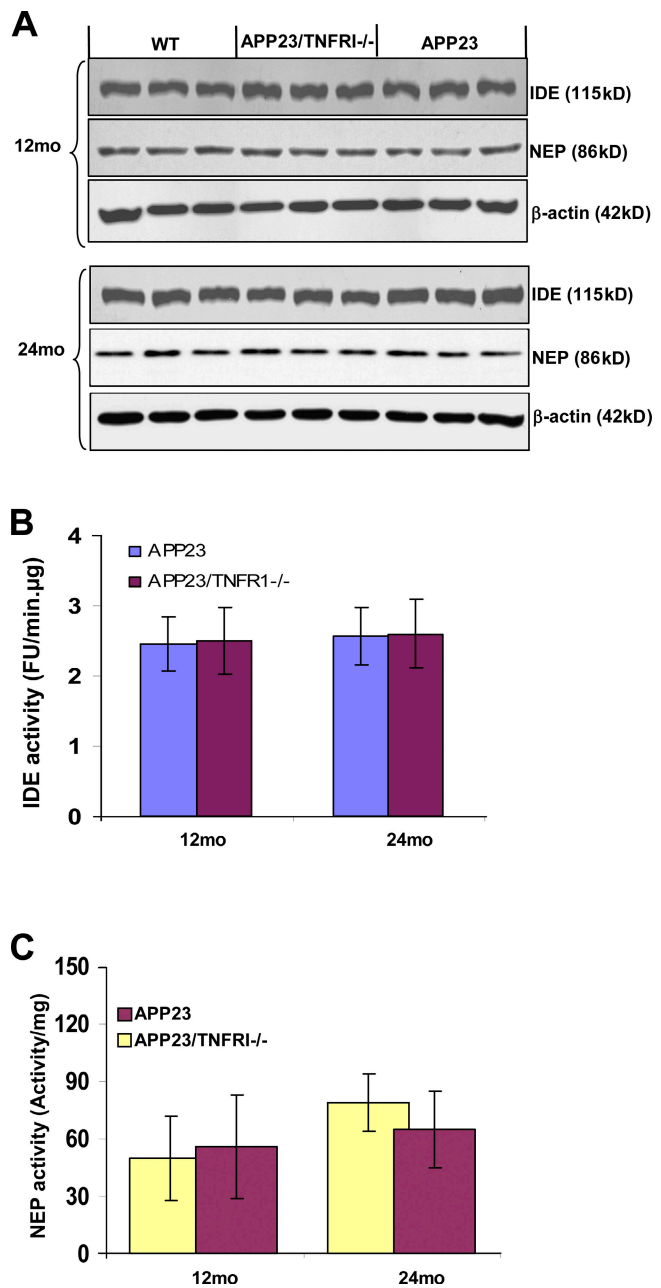 A
WT
APP23/TNFRI-/-
APP23
12mo
IDE (115kD)
NEP (86kD)
β-actin (42kD)
24mo
IDE (115kD)
NEP (86kD)
β-actin (42kD)
B
IDE activity (FU/min.µg)
4
3
2
1
0
APP23
APP23/TNFR1-/-
12mo
24mo
C
NEP activity (Activity/mg)
150
120
90
60
30
0
APP23
APP23/TNFRI-/-
12mo
24mo